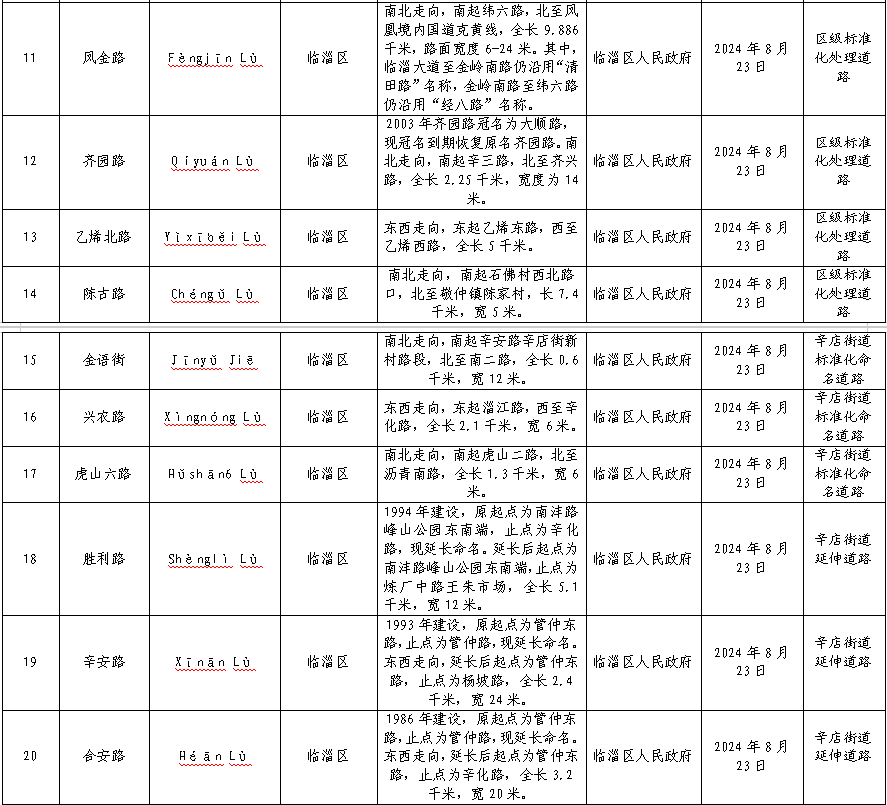 11
凤金路
Fèngjīn Lù
临淄区
南北走向，南起纬六路，北至凤
凰境内国道克黄线，全长 9.886
千米，路面宽度 6-24 米。其中，
临淄大道至金岭南路仍沿用“清
田路”名称，金岭南路至纬六路
仍沿用“经八路”名称。
临淄区人民政府
2024 年 8 月
23 日
区级标准
化处理道
路
12
齐园路
Qíyuán Lù
临淄区
2003 年齐园路冠名为大顺路，
现冠名到期恢复原名齐园路。南
北走向，南起辛三路，北至齐兴
路，全长 2.25 千米，宽度为 14
米。
临淄区人民政府
2024 年 8 月
23 日
区级标准
化处理道
路
13
乙烯北路
Yǐxīběi Lù
临淄区
东西走向，东起乙烯东路，西至
乙烯西路，全长 5 千米。
临淄区人民政府
2024 年 8 月
23 日
区级标准
化处理道
路
14
陈古路
Chéngǔ Lù
临淄区
南北走向，南起石佛村西北路
口，北至敬仲镇陈家村，长 7.4
千米，宽 5 米。
临淄区人民政府
2024 年 8 月
23 日
区级标准
化处理道
路
15
金语街
Jīnyǔ Jiē
临淄区
南北走向，南起辛安路辛店街新
村路段，北至南二路，全长 0.6
千米，宽 12 米。
临淄区人民政府
2024 年 8 月
23 日
辛店街道
标准化命
名道路
16
兴农路
Xìngnóng Lù
临淄区
东西走向，东起淄江路，西至辛
化路，全长 2.1 千米，宽 6 米。
临淄区人民政府
2024 年 8 月
23 日
辛店街道
标准化命
名道路
17
虎山六路
Hǔshān6 Lù
临淄区
南北走向，南起虎山二路，北至
沥青南路，全长 1.3 千米，宽 6
米。
临淄区人民政府
2024 年 8 月
23 日
辛店街道
标准化命
名道路
18
胜利路
Shènglì Lù
临淄区
1994 年建设，原起点为南沣路
峰山公园东南端，止点为辛化
路，现延长命名。延长后起点为
南沣路峰山公园东南端，止点为
炼厂中路王朱市场，全长 5.1
千米，宽 12 米。
临淄区人民政府
2024 年 8 月
23 日
辛店街道
延伸道路
19
辛安路
Xīnān Lù
临淄区
1993 年建设，原起点为管仲东
路，止点为管仲路，现延长命名。
东西走向，延长后起点为管仲东
路，止点为杨坡路，全长 2.4
千米，宽 24 米。
临淄区人民政府
2024 年 8 月
23 日
辛店街道
延伸道路
20
合安路
Héān Lù
临淄区
1986 年建设，原起点为管仲东
路，止点为管仲路，现延长命名。
东西走向，延长后起点为管仲东
路，止点为辛化路，全长 3.2
千米，宽 20 米。
临淄区人民政府
2024 年 8 月
23 日
辛店街道
延伸道路